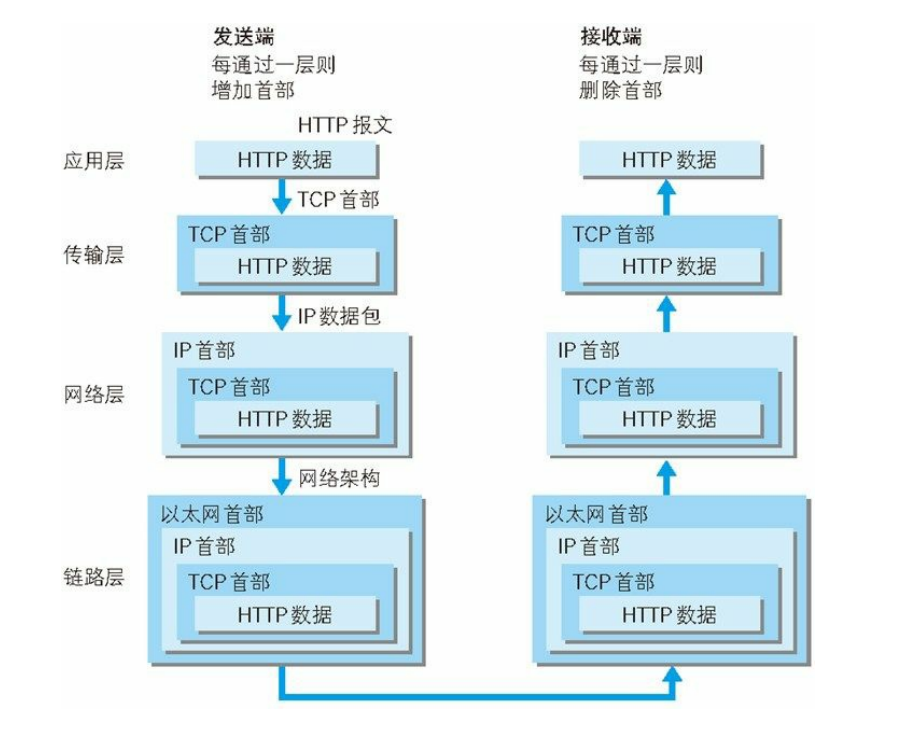 发送端
每通过一层则
增加首部
接收端
每通过一层则
删除首部
HTTP 报文
应用层
HTTP 数据
HTTP 数据
TCP 首部
传输层
TCP 首部
HTTP 数据
TCP 首部
HTTP 数据
IP 数据包
网络层
IP 首部
TCP 首部
HTTP 数据
IP 首部
TCP 首部
HTTP 数据
网络架构
链路层
以太网首部
IP 首部
TCP 首部
HTTP 数据
以太网首部
IP 首部
TCP 首部
HTTP 数据